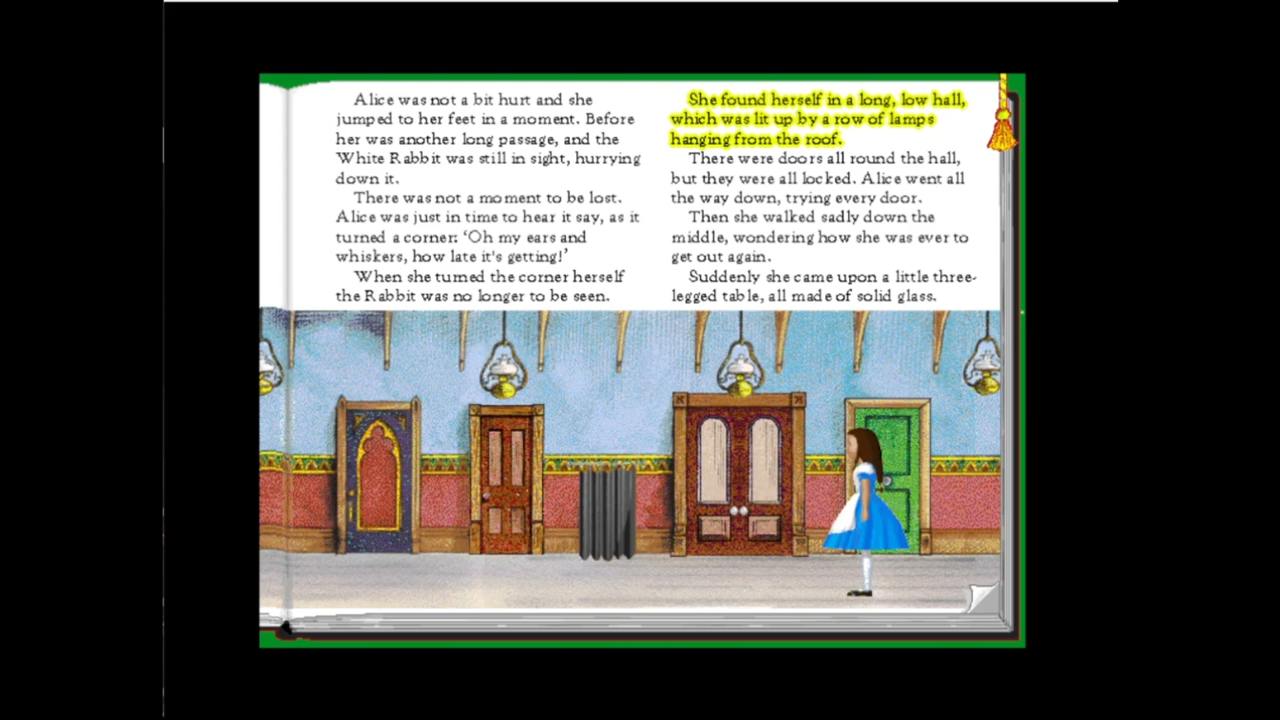 Alice was not a bit hurt and she
jumped to her feet in a moment. Before
her was another long passage, and the
White Rabbit was still in sight, hurrying
down it.
There was not a moment to be lost.
Alice was just in time to hear it say, as it
turned a corner: ‘Oh my ears and
whiskers, how late it's getting!’
When she turned the corner herself
the Rabbit was no longer to be seen.
She found herself in a long, low hall,
which was lit up by a row of lamps
hanging from the roof.
There were doors all round the hall,
but they were all locked. Alice went all
the way down, trying every door.
Then she walked sadly down the
middle, wondering how she was ever to
get out again.
Suddenly she came upon a little three-
legged table, all made of solid glass.